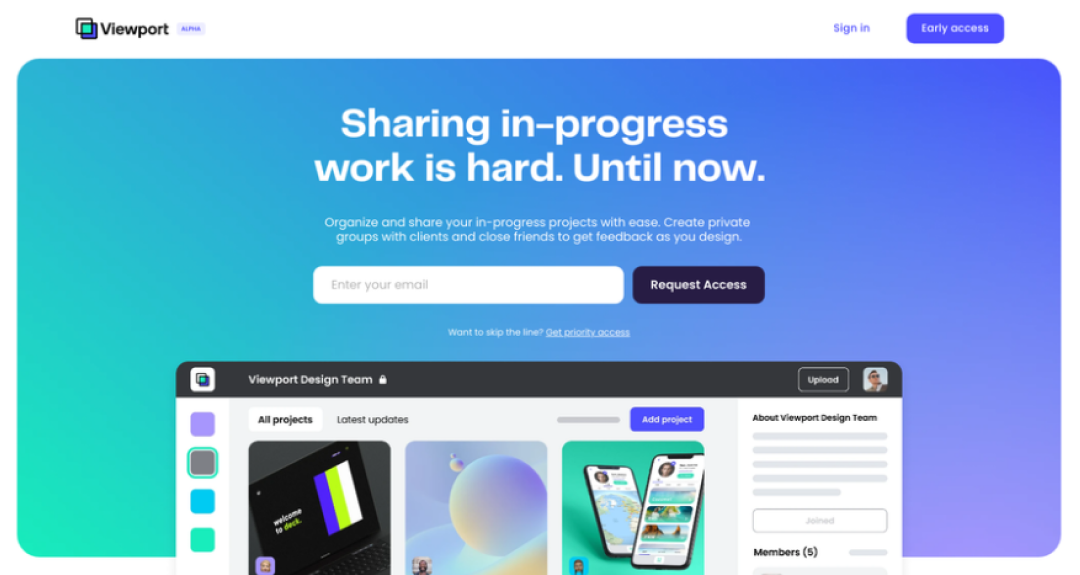 Viewport ALPHA
Sign in
Early access
Sharing in-progress
work is hard. Until now.
Organize and share your in-progress projects with ease. Create private
groups with clients and close friends to get feedback as you design.
Enter your email
Request Access
Want to skip the line? Get priority access
Viewport Design Team
Upload
All projects
Latest updates
Add project
About Viewport Design Team
welcome
to deck.
Joined
Members (5)